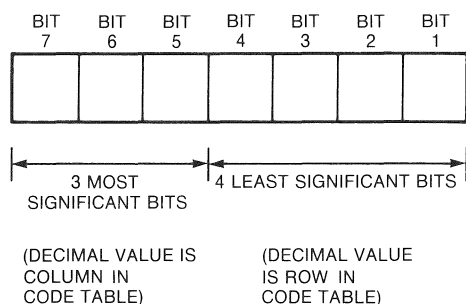 BIT BIT BIT BIT BIT BIT BIT
7 6 5 4 3 2 1
3 MOST
SIGNIFICANT BITS
4 LEAST SIGNIFICANT BITS
(DECIMAL VALUE IS
COLUMN IN
CODE TABLE)
(DECIMAL VALUE
IS ROW IN
CODE TABLE)